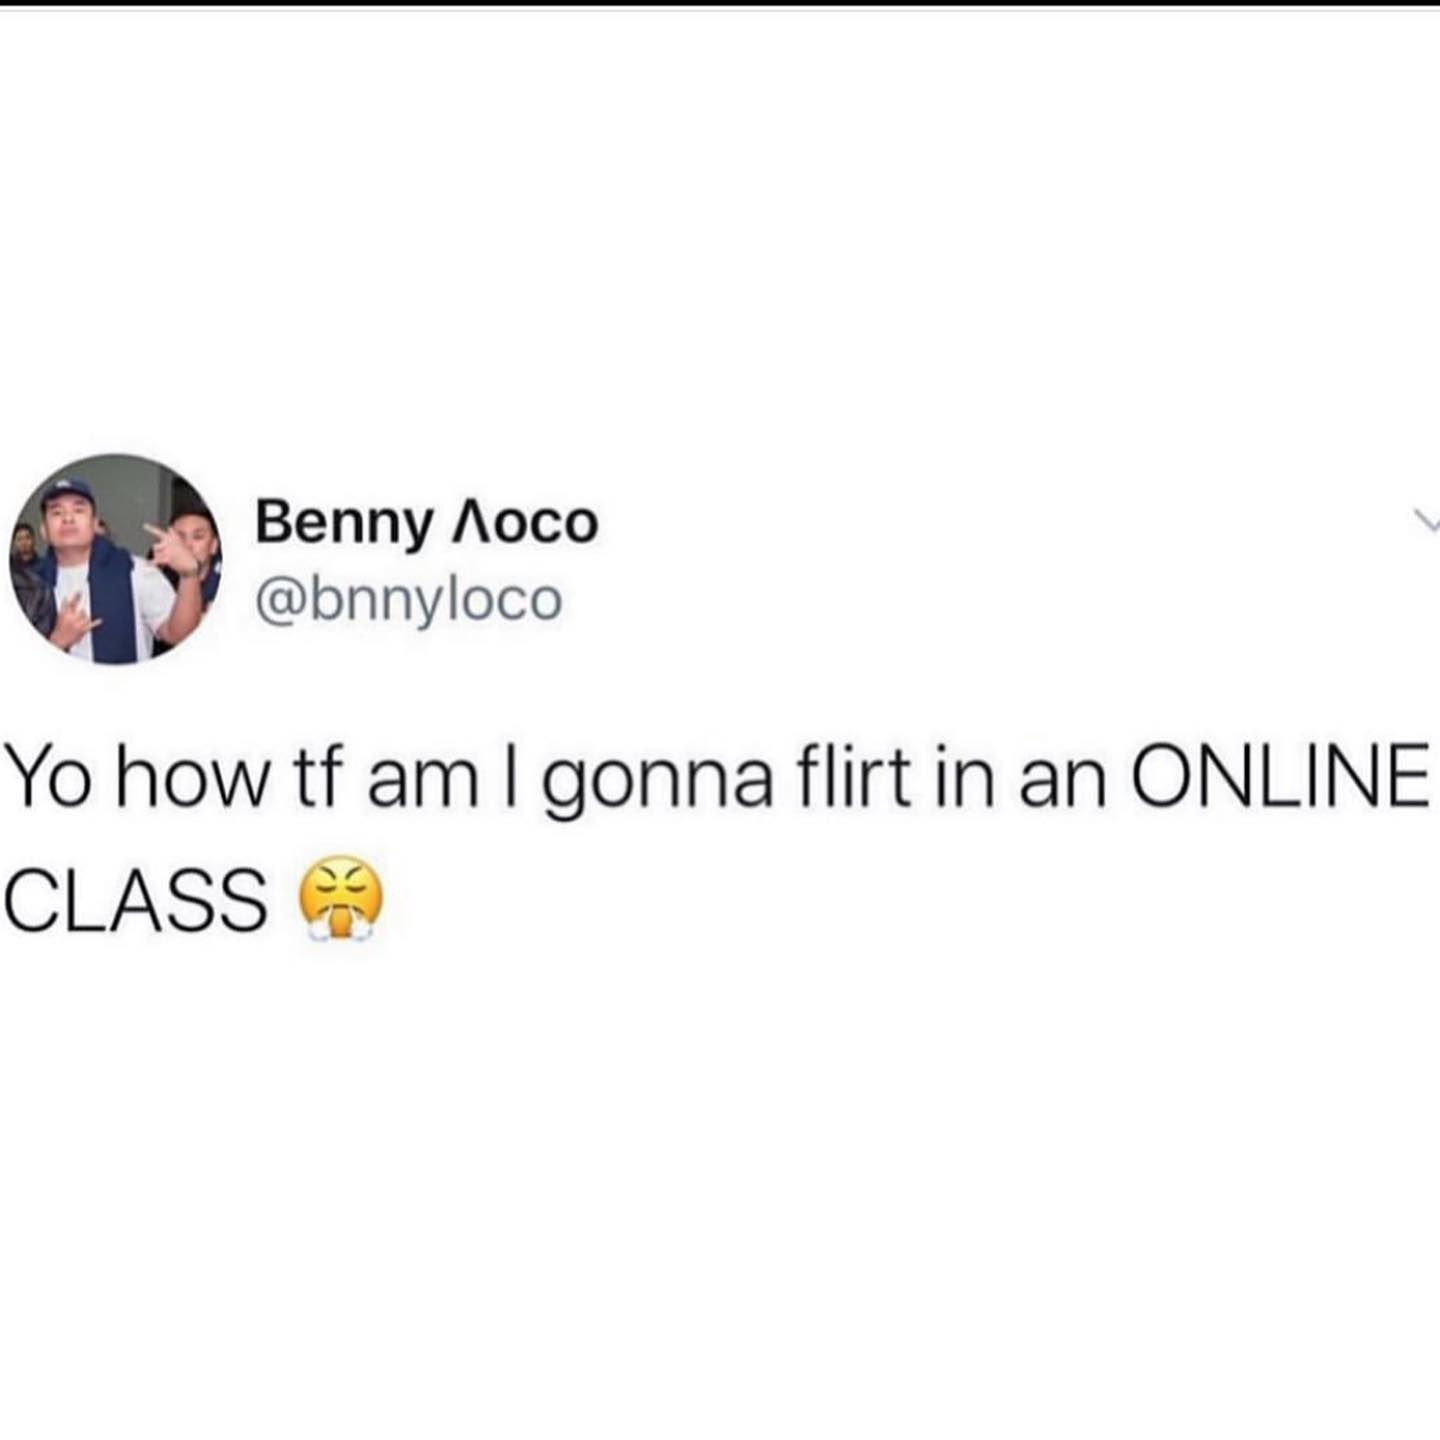 Benny Λoco
@bnnyloco
Yo how tf am I gonna flirt in an ONLINE
CLASS 😤